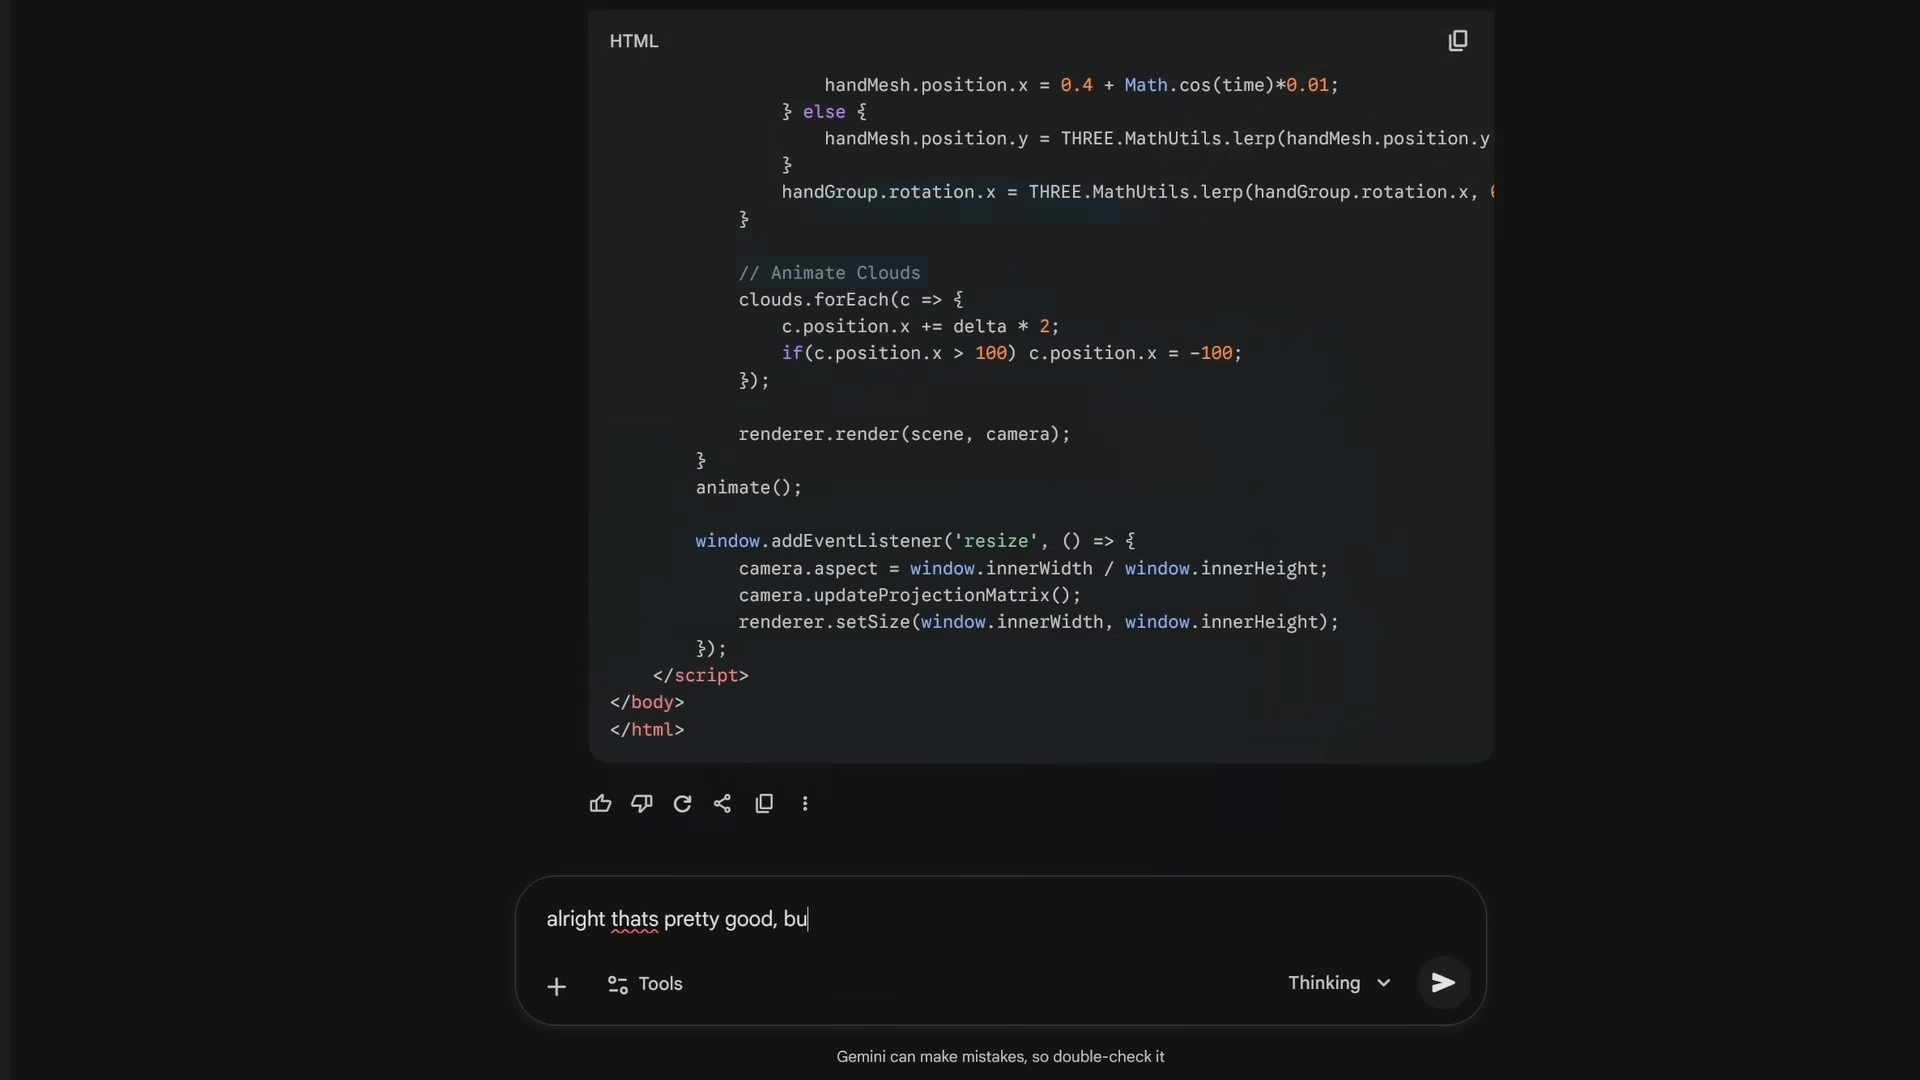 HTML
handMesh.position.x = 0.4 + Math.cos(time)*0.01;
} else {
handMesh.position.y = THREE.MathUtils.lerp(handMesh.position.y
}
handGroup.rotation.x = THREE.MathUtils.lerp(handGroup.rotation.x,
}
// Animate Clouds
clouds.forEach(c => {
c.position.x += delta * 2;
if(c.position.x > 100) c.position.x = -100;
});
renderer.render(scene, camera);
}
animate();
window.addEventListener('resize', () => {
camera.aspect = window.innerWidth / window.innerHeight;
camera.updateProjectionMatrix();
renderer.setSize(window.innerWidth, window.innerHeight);
});
</script>
</body>
</html>
alright thats pretty good, bu
Tools
Thinking
Gemini can make mistakes, so double-check it